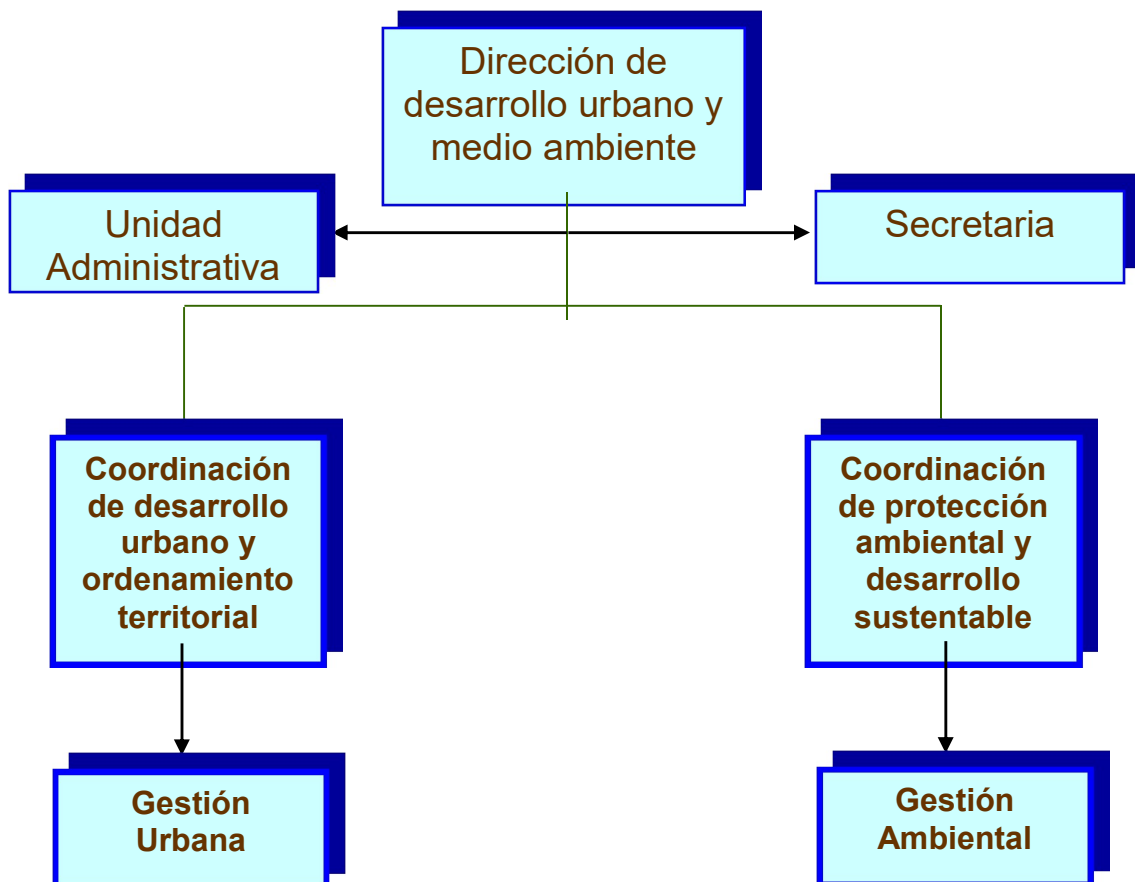 Dirección de
desarrollo urbano y
medio ambiente
Unidad
Administrativa
Secretaria
Coordinación
de desarrollo
urbano y
ordenamiento
territorial
Coordinación
de protección
ambiental y
desarrollo
sustentable
Gestión
Urbana
Gestión
Ambiental